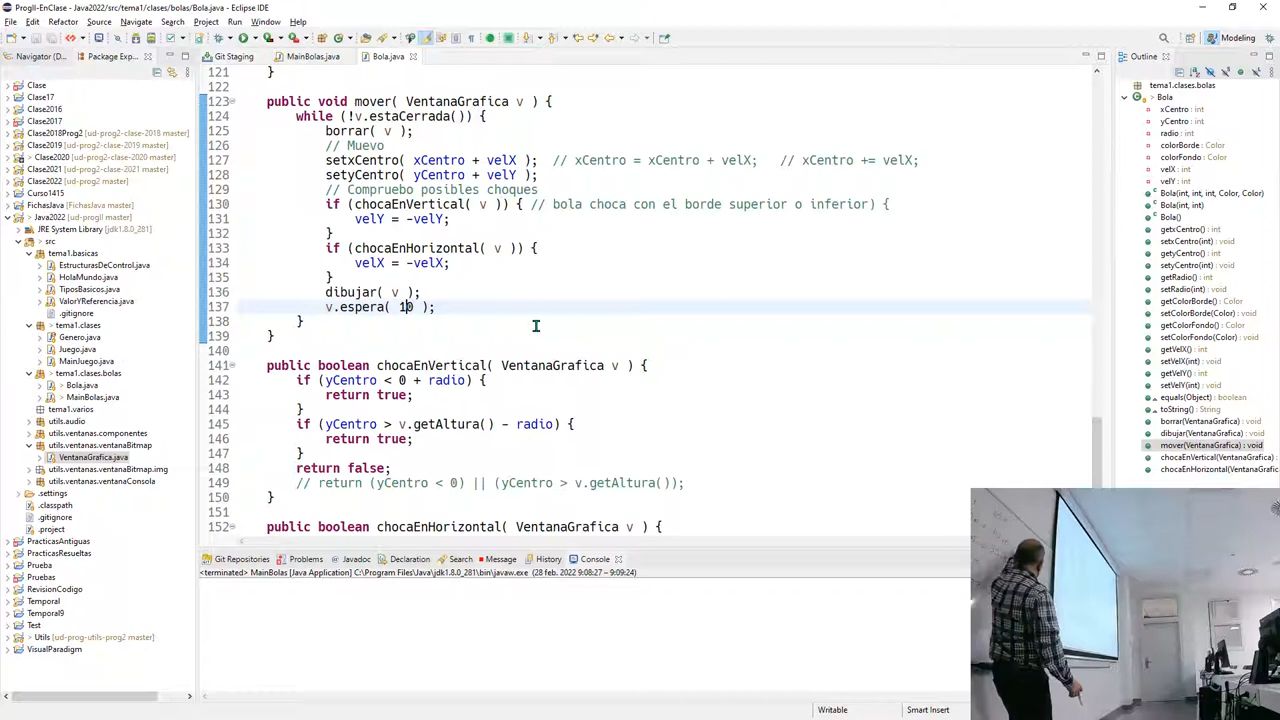 ProgII-EnClase - Java2022/src/tema1/clases/bolas/Bola.java - Eclipse IDE
File Edit Refactor Source Navigate Search Project Run Window Help
Modeling
Navigator (D...
Package Exp...
Git Staging
MainBolas.java
Bola.java
Outline
Clase
Clase17
Clase2016
Clase2017
Clase2018Prog2 [ud-prog2-clase-2018 master]
Clase2019 [ud-prog2-clase-2019 master]
Clase2020 [ud-prog2-clase-2020 master]
Clase2021 [ud-prog2-clase-2021 master]
Clase2022 [ud-prog2 master]
Curso1415
FichasJava [FichasJava master]
Java2022 [ud-progII master]
JRE System Library [jdk1.8.0_281]
src
tema1.basicas
EstructurasDeControl.java
HolaMundo.java
TiposBasicos.java
ValorYReferencia.java
.gitignore
tema1.clases
Genero.java
Juego.java
MainJuego.java
tema1.clases.bolas
Bola.java
MainBolas.java
tema1.varios
utils.audio
utils.ventanas.componentes
utils.ventanas.ventanaBitmap
VentanaGrafica.java
utils.ventanas.ventanaBitmap.img
utils.ventanas.ventanaConsola
.settings
.classpath
.gitignore
.project
PracticasAntiguas
PracticasResueltas
Prueba
Pruebas
RevisionCodigo
Temporal
Temporal9
Test
Utils [ud-prog-utils-prog2 master]
VisualParadigm
121 }
122
123 public void mover( VentanaGrafica v ) {
124 while (!v.estaCerrada()) {
125 borrar( v );
126 // Muevo
127 setxCentro( xCentro + velX ); // xCentro = xCentro + velX; // xCentro += velX;
128 setyCentro( yCentro + velY );
129 // Compruebo posibles choques
130 if (chocaEnVertical( v )) { // bola choca con el borde superior o inferior) {
131 velY = -velY;
132 }
133 if (chocaEnHorizontal( v )) {
134 velX = -velX;
135 }
136 dibujar( v );
137 v.espera( 10 );
138 }
139 }
140
141 public boolean chocaEnVertical( VentanaGrafica v ) {
142 if (yCentro < 0 + radio) {
143 return true;
144 }
145 if (yCentro > v.getAltura() - radio) {
146 return true;
147 }
148 return false;
149 // return (yCentro < 0) || (yCentro > v.getAltura());
150 }
151
152 public boolean chocaEnHorizontal( VentanaGrafica v ) {
tema1.clases.bolas
Bola
xCentro : int
yCentro : int
radio : int
colorBorde : Color
colorFondo : Color
velX : int
velY : int
Bola(int, int, int, Color, Color)
Bola(int, int)
Bola()
getxCentro() : int
setxCentro(int) : void
getyCentro() : int
setyCentro(int) : void
getRadio() : int
setRadio(int) : void
getColorBorde() : Color
setColorBorde(Color) : void
getColorFondo() : Color
setColorFondo(Color) : void
getVelX() : int
setVelX(int) : void
getVelY() : int
setVelY(int) : void
equals(Object) : boolean
toString() : String
borrar(VentanaGrafica) : void
dibujar(VentanaGrafica) : void
mover(VentanaGrafica) : void
chocaEnVertical(VentanaGrafica) :
chocaEnHorizontal(VentanaGrafica
Git Repositories Problems Javadoc Declaration Search Message History Console
<terminated> MainBolas [Java Application] C:\Program Files\Java\jdk1.8.0_281\bin\javaw.exe (28 feb. 2022 9:08:27 – 9:09:24)
Writable Smart Insert